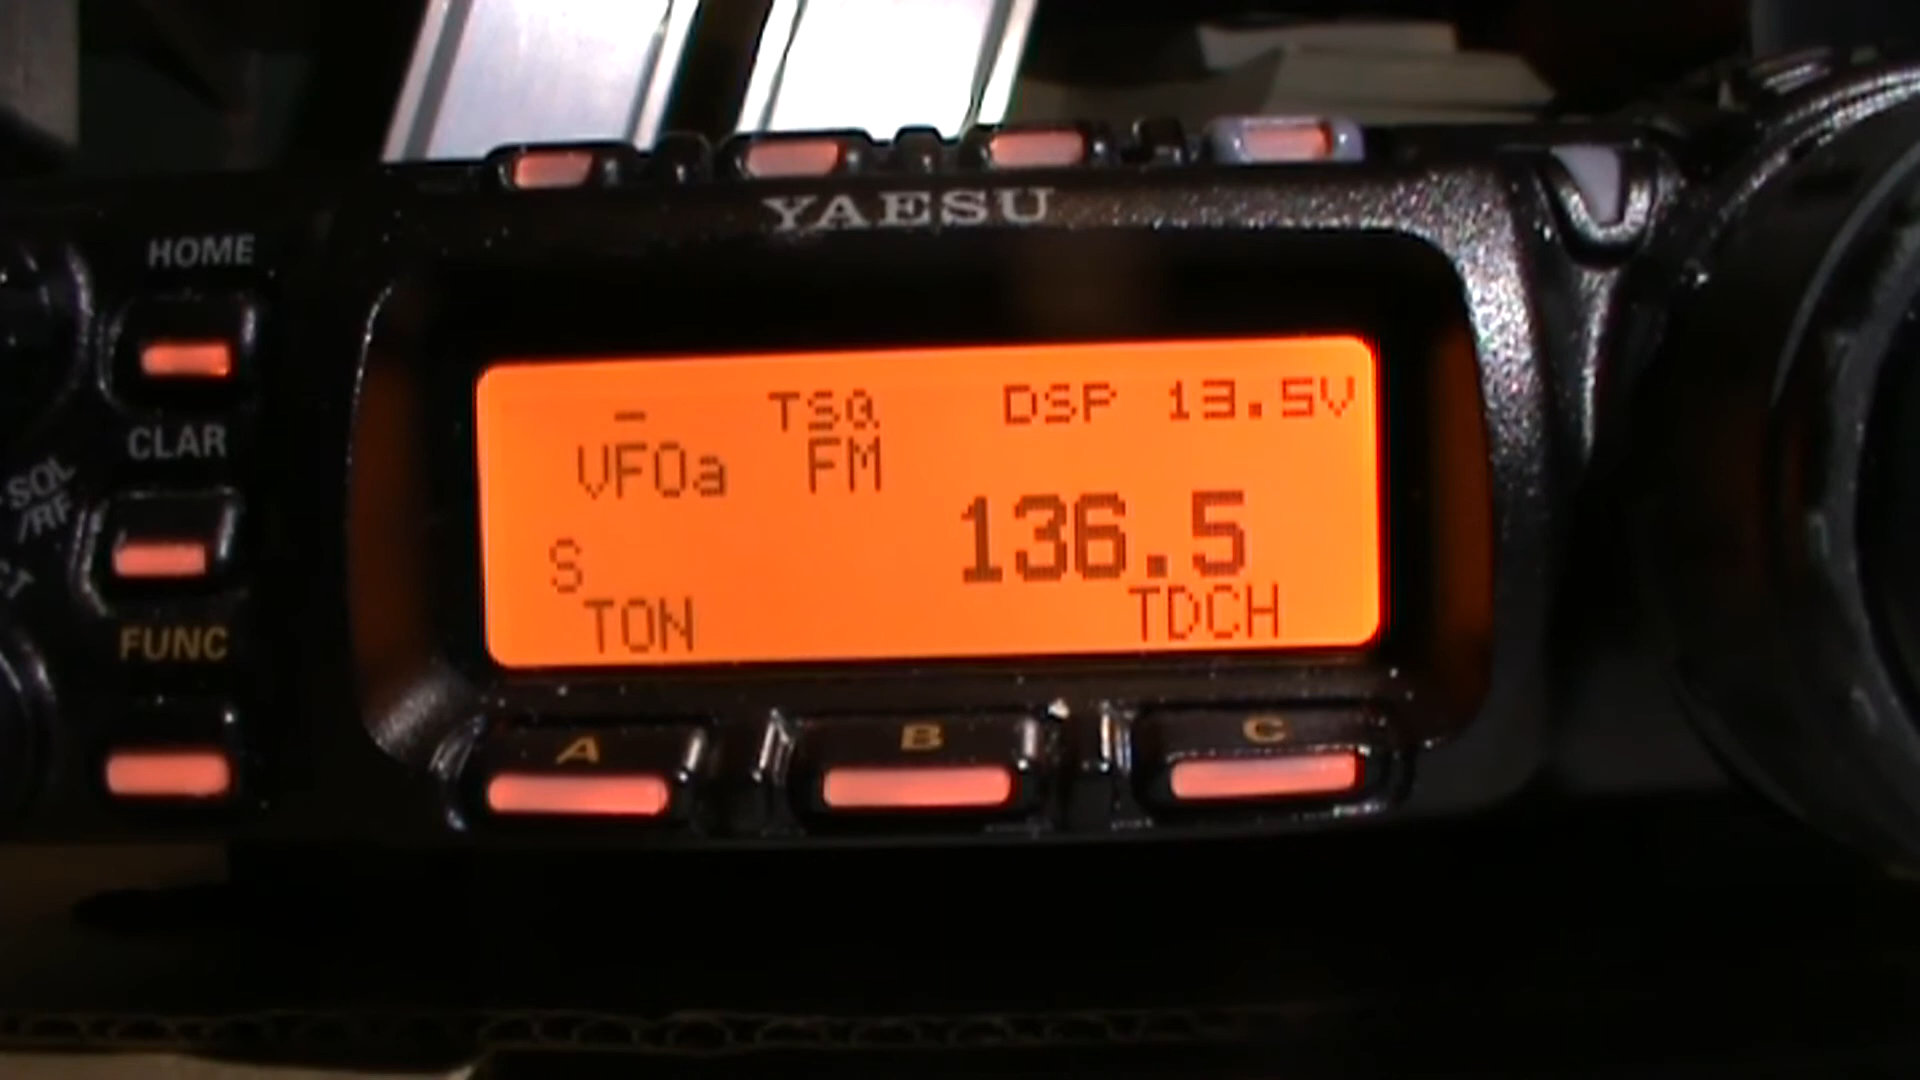 YAESU
HOME
CLAR
SQL
/RF
FUNC
– TSQ DSP 13.5V
VFOa FM
136.5
S
TON TDCH
A B C